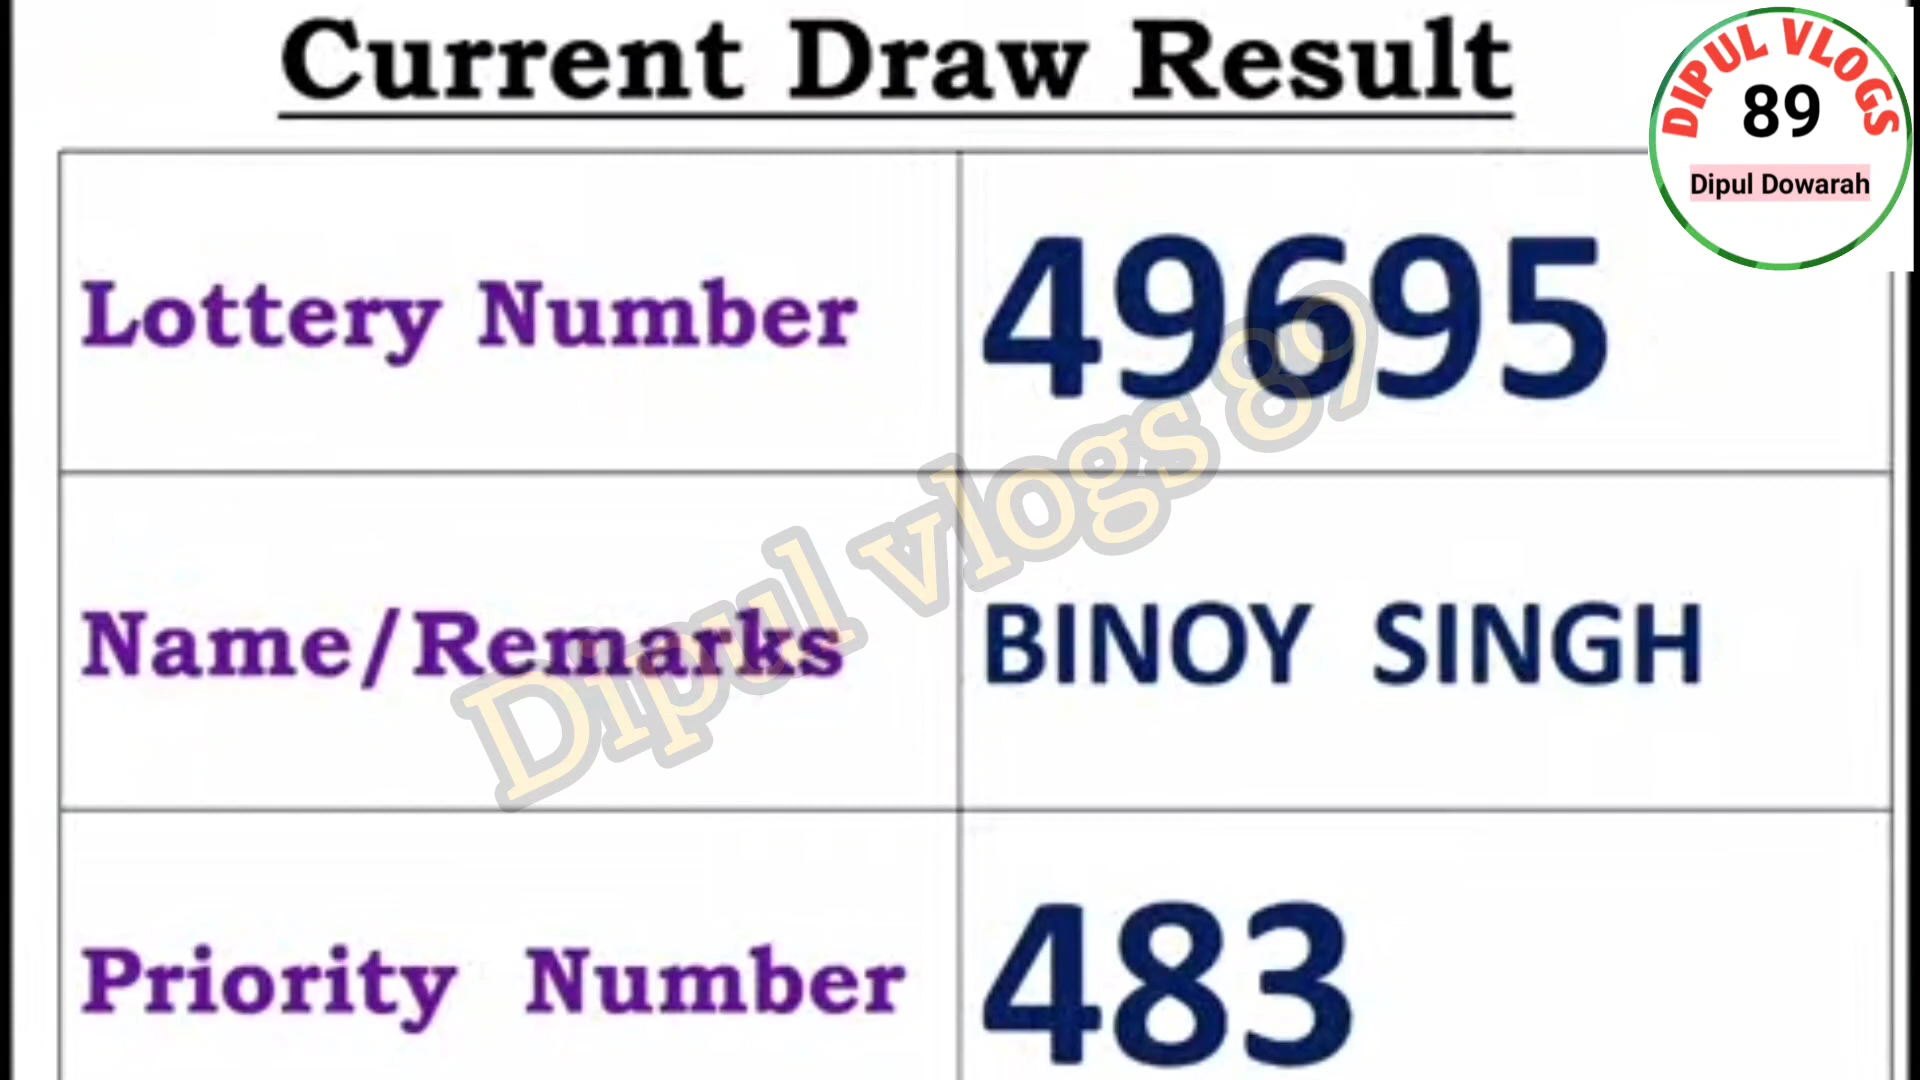 Current Draw Result
DIPUL VLOGS
89
Dipul Dowarah
Lottery Number 49695
Name/Remarks BINOY SINGH
Priority Number 483
Dipul vlogs 89